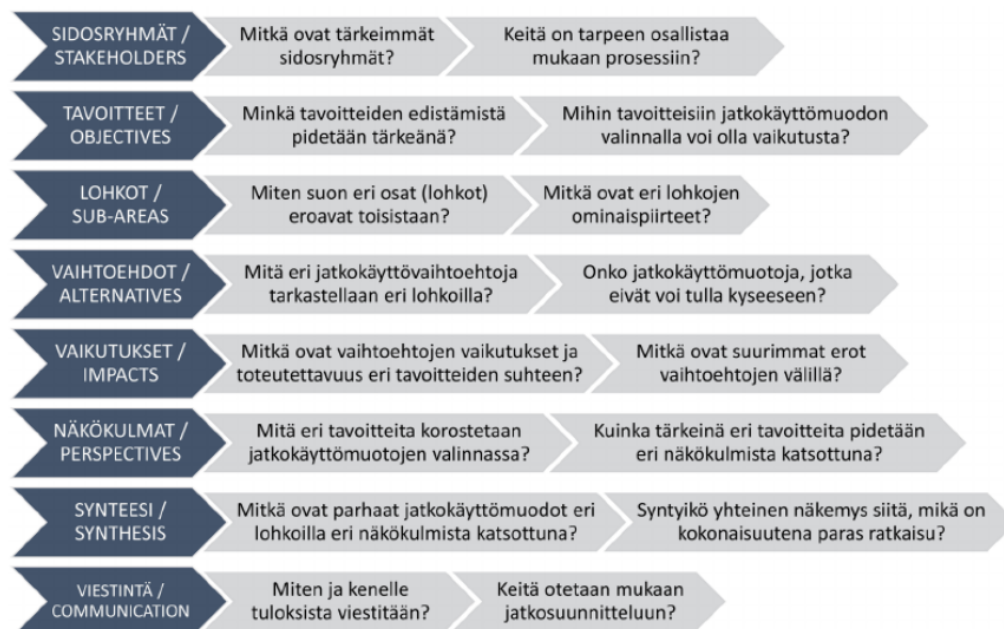 SIDOSRYHMÄT /
STAKEHOLDERS
Mitkä ovat tärkeimmät
sidosryhmät?
Keitä on tarpeen osallistaa
mukaan prosessiin?
TAVOITTEET /
OBJECTIVES
Minkä tavoitteiden edistämistä
pidetään tärkeänä?
Mihin tavoitteisiin jatkokäyttömuodon
valinnalla voi olla vaikutusta?
LOHKOT /
SUB-AREAS
Miten suon eri osat (lohkot)
eroavat toisistaan?
Mitkä ovat eri lohkojen
ominaispiirteet?
VAIHTOEHDOT /
ALTERNATIVES
Mitä eri jatkokäyttövaihtoehtoja
tarkastellaan eri lohkoilla?
Onko jatkokäyttömuotoja, jotka
eivät voi tulla kyseeseen?
VAIKUTUKSET /
IMPACTS
Mitkä ovat vaihtoehtojen vaikutukset ja
toteutettavuus eri tavoitteiden suhteen?
Mitkä ovat suurimmat erot
vaihtoehtojen välillä?
NÄKÖKULMAT /
PERSPECTIVES
Mitä eri tavoitteita korostetaan
jatkokäyttömuotojen valinnassa?
Kuinka tärkeinä eri tavoitteita pidetään
eri näkökulmista katsottuna?
SYNTEESI /
SYNTHESIS
Mitkä ovat parhaat jatkokäyttömuodot eri
lohkoilla eri näkökulmista katsottuna?
Syntyikö yhteinen näkemys siitä, mikä on
kokonaisuutena paras ratkaisu?
VIESTINTÄ /
COMMUNICATION
Miten ja kenelle
tuloksista viestitään?
Keitä otetaan mukaan
jatkosuunnitteluun?